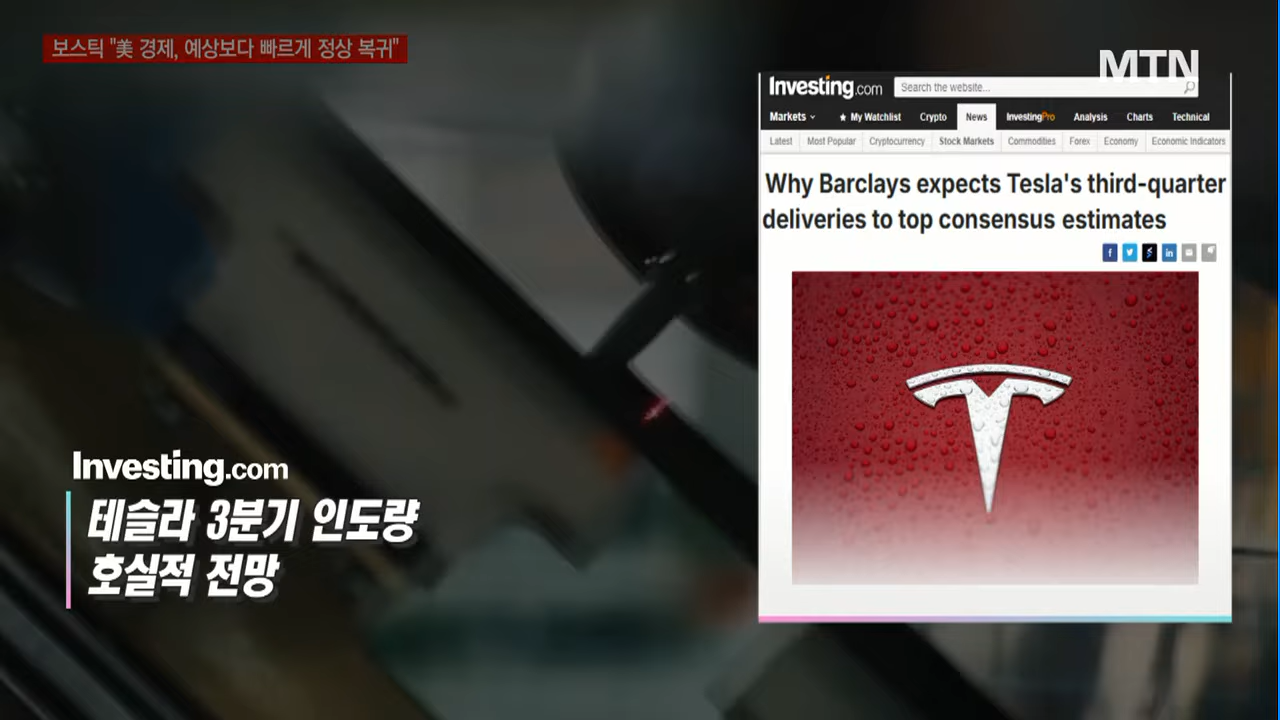 보스틱 "美 경제, 예상보다 빠르게 정상 복귀"
MTN
Investing.com
Search the website...
Markets
My Watchlist
Crypto
News
InvestingPro
Analysis
Charts
Technical
Latest
Most Popular
Cryptocurrency
Stock Markets
Commodities
Forex
Economy
Economic Indicators
Why Barclays expects Tesla's third-quarter
deliveries to top consensus estimates
Investing.com
테슬라 3분기 인도량
호실적 전망